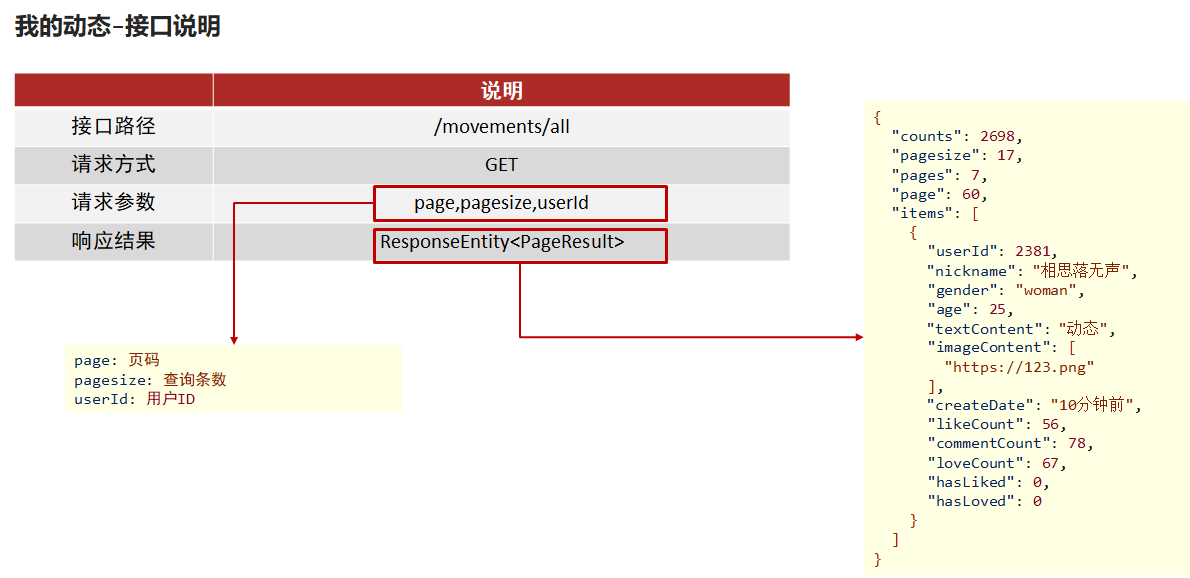 我的动态-接口说明
说明
接口路径 /movements/all
请求方式 GET
请求参数 page,pagesize,userId
响应结果 ResponseEntity<PageResult>
page: 页码
pagesize: 查询条数
userId: 用户ID
{
"counts": 2698,
"pagesize": 17,
"pages": 7,
"page": 60,
"items": [
{
"userId": 2381,
"nickname": "相思落无声",
"gender": "woman",
"age": 25,
"textContent": "动态",
"imageContent": [
"https://123.png"
],
"createDate": "10分钟前",
"likeCount": 56,
"commentCount": 78,
"loveCount": 67,
"hasLiked": 0,
"hasLoved": 0
}
]
}